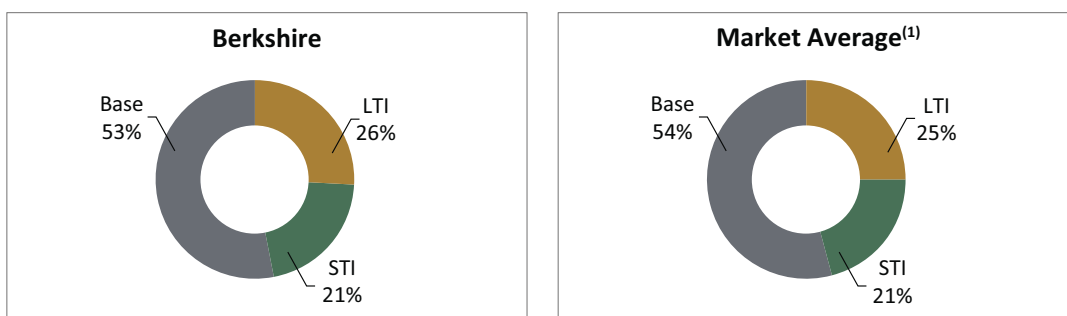 Berkshire
Base
53%
LTI
26%
STI
21%
Market Average(1)
Base
54%
LTI
25%
STI
21%